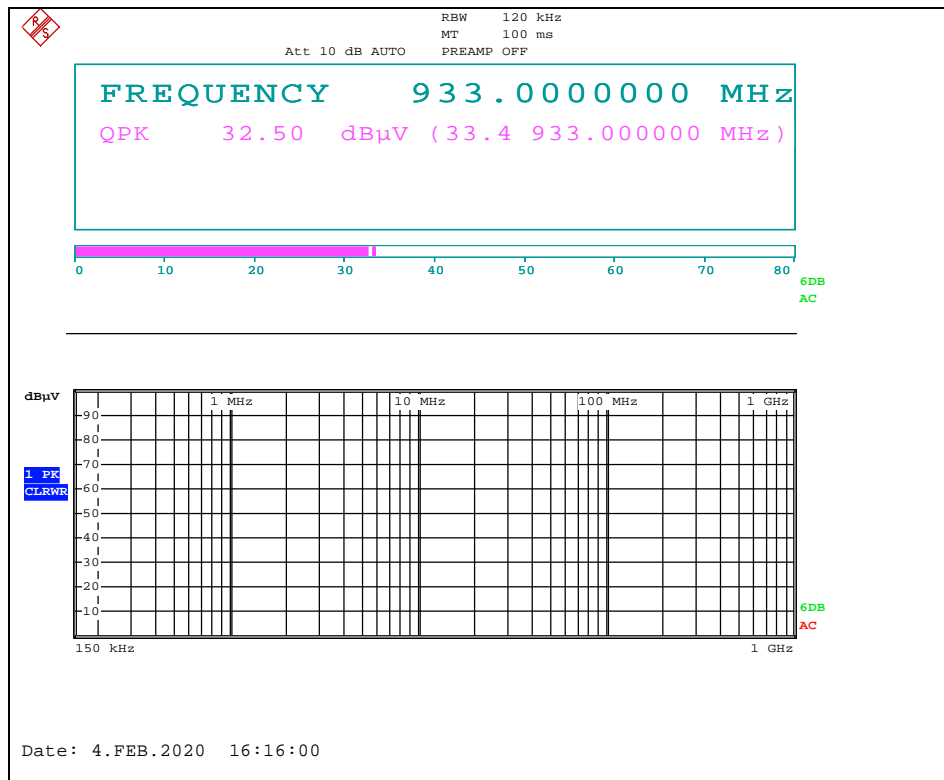 R
S
RBW 120 kHz
MT 100 ms
Att 10 dB AUTO PREAMP OFF
FREQUENCY 933.0000000 MHz
QPK 32.50 dBµV (33.4 933.000000 MHz)
0 10 20 30 40 50 60 70 80
6DB
AC
dBµV
1 MHz 10 MHz 100 MHz 1 GHz
90
80
70
1 PK
CLRWR
60
50
40
30
20
10
6DB
AC
150 kHz 1 GHz
Date: 4.FEB.2020 16:16:00